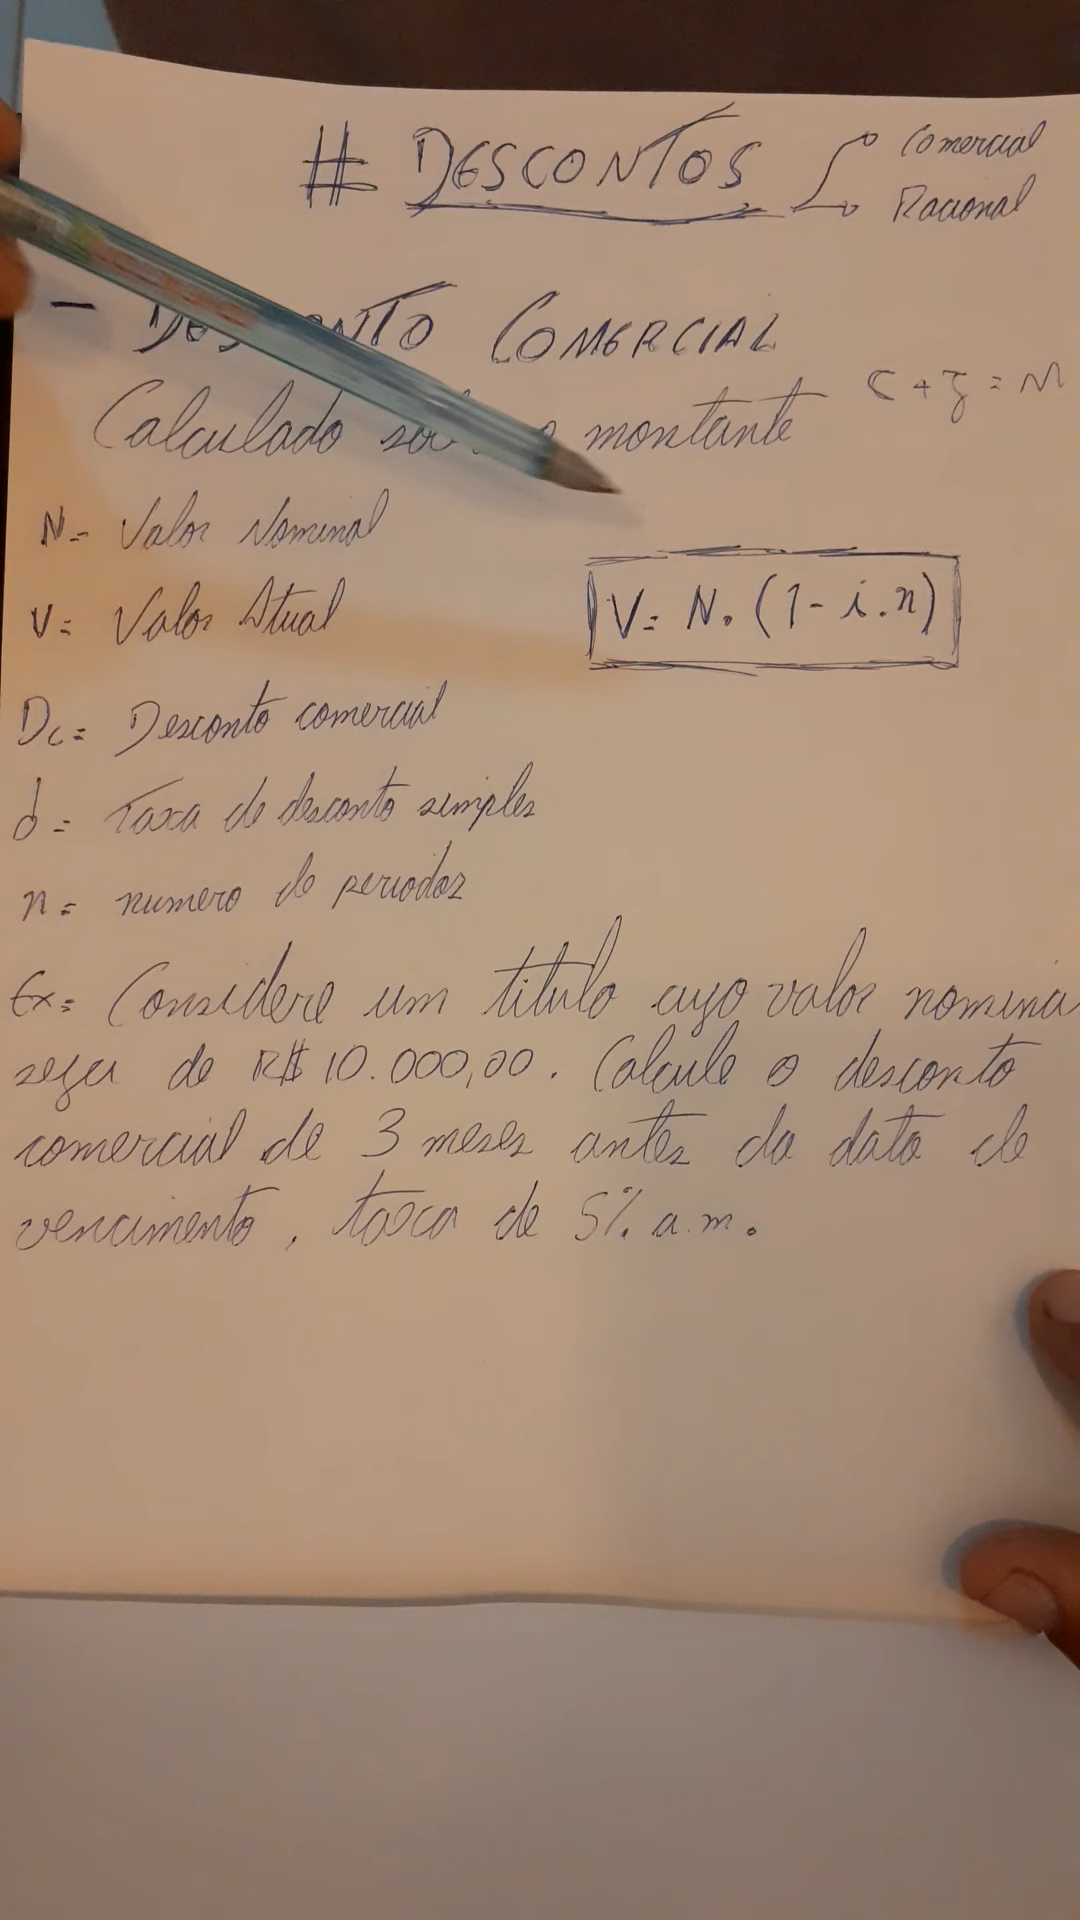 # DESCONTOS
Comercial
Racional
- DESCONTO COMERCIAL
C + J = M
Calculado sobre o montante
N = Valor Nominal
V = Valor Atual
V = N. (1 - i.n)
Dc = Desconto comercial
d = Taxa de desconto simples
n = numero de periodos
Ex = Considere um titulo cujo valor nomina
seja de R$ 10.000,00. Calcule o desconto
comercial de 3 meses antes da data de
vencimento, taxa de 5% a.m.